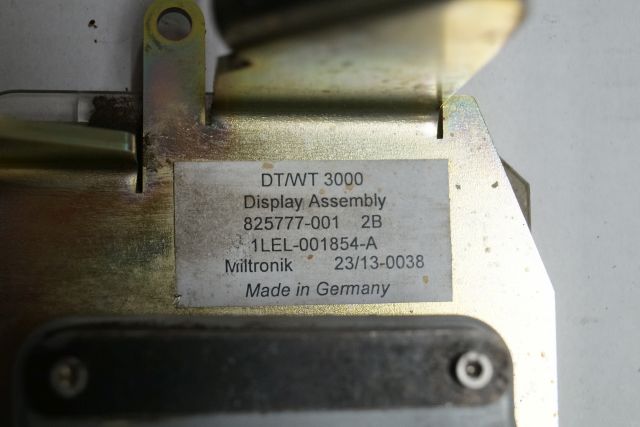 DT/WT 3000
Display Assembly
825777-001 2B
1LEL-001854-A
Miltronik 23/13-0038
Made in Germany